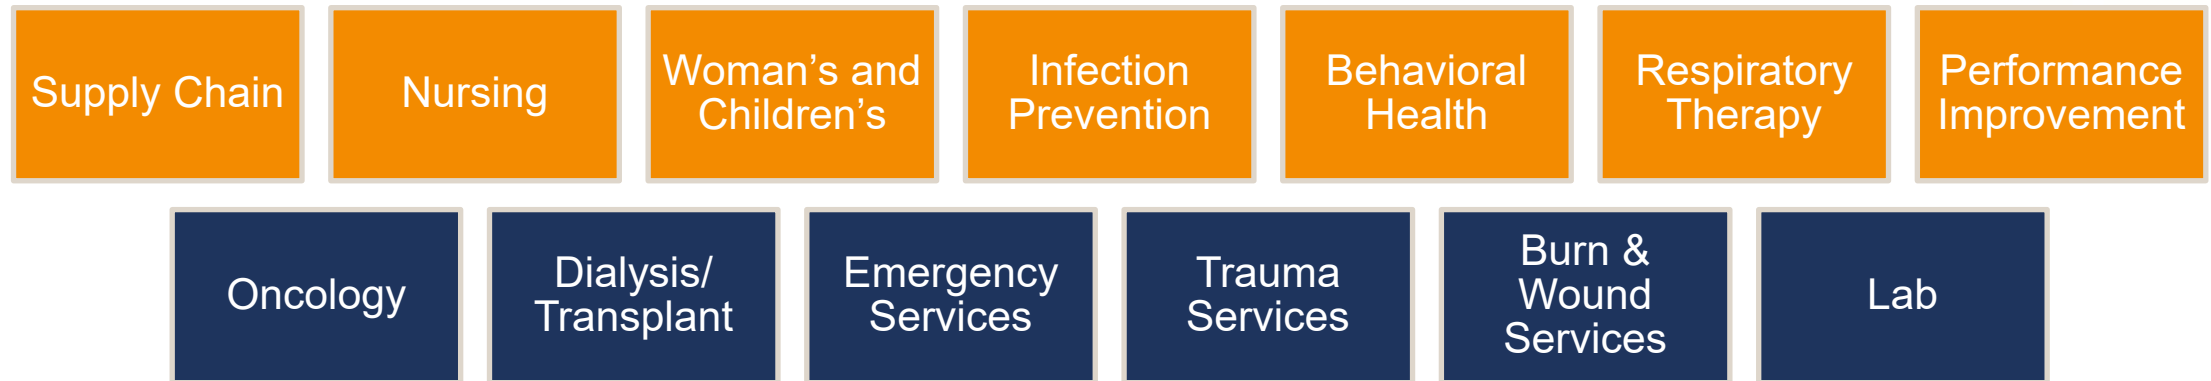 Supply Chain
Nursing
Woman’s and
Children’s
Infection
Prevention
Behavioral
Health
Respiratory
Therapy
Performance
Improvement
Oncology
Dialysis/
Transplant
Emergency
Services
Trauma
Services
Burn &
Wound
Services
Lab